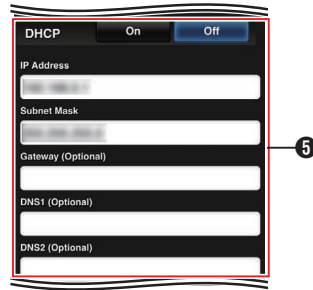 DHCP On Off
IP Address
Subnet Mask
Gateway (Optional)
DNS1 (Optional)
DNS2 (Optional)
5